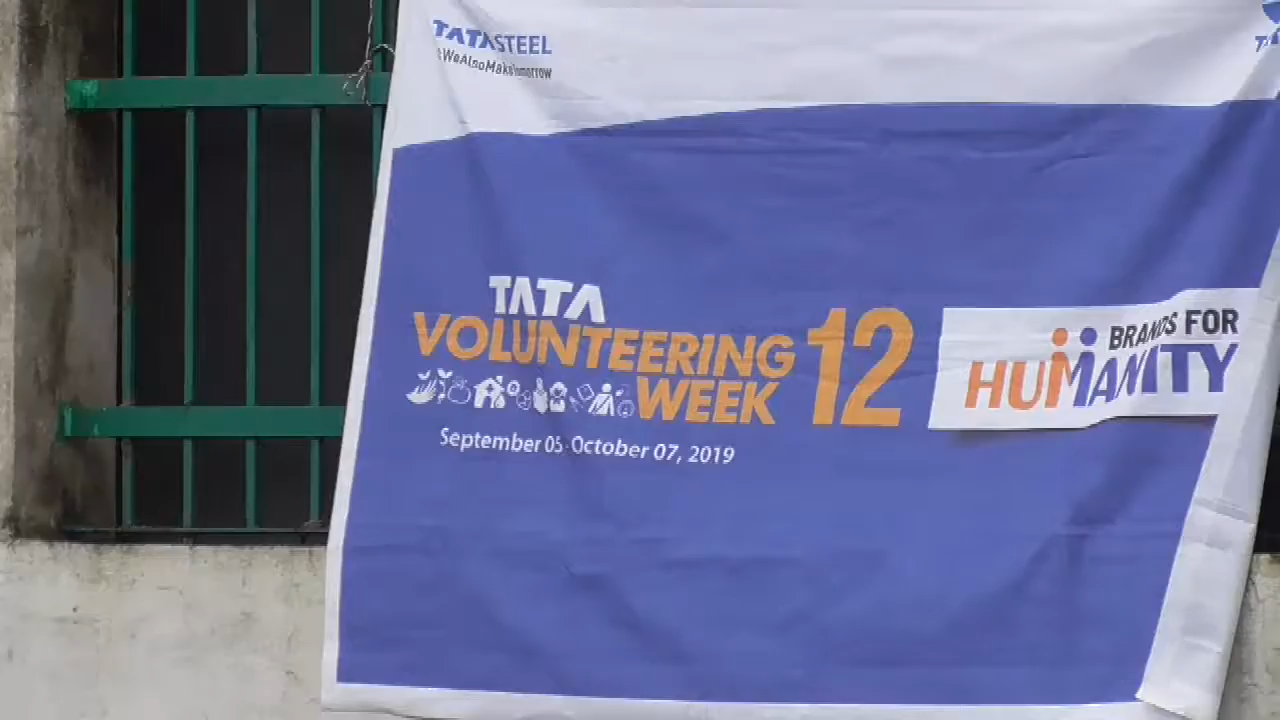 TATA STEEL
#WeAlsoMakeTomorrow
TATA
VOLUNTEERING
WEEK
12
September 05-October 07, 2019
BRANDS FOR
HUMANITY